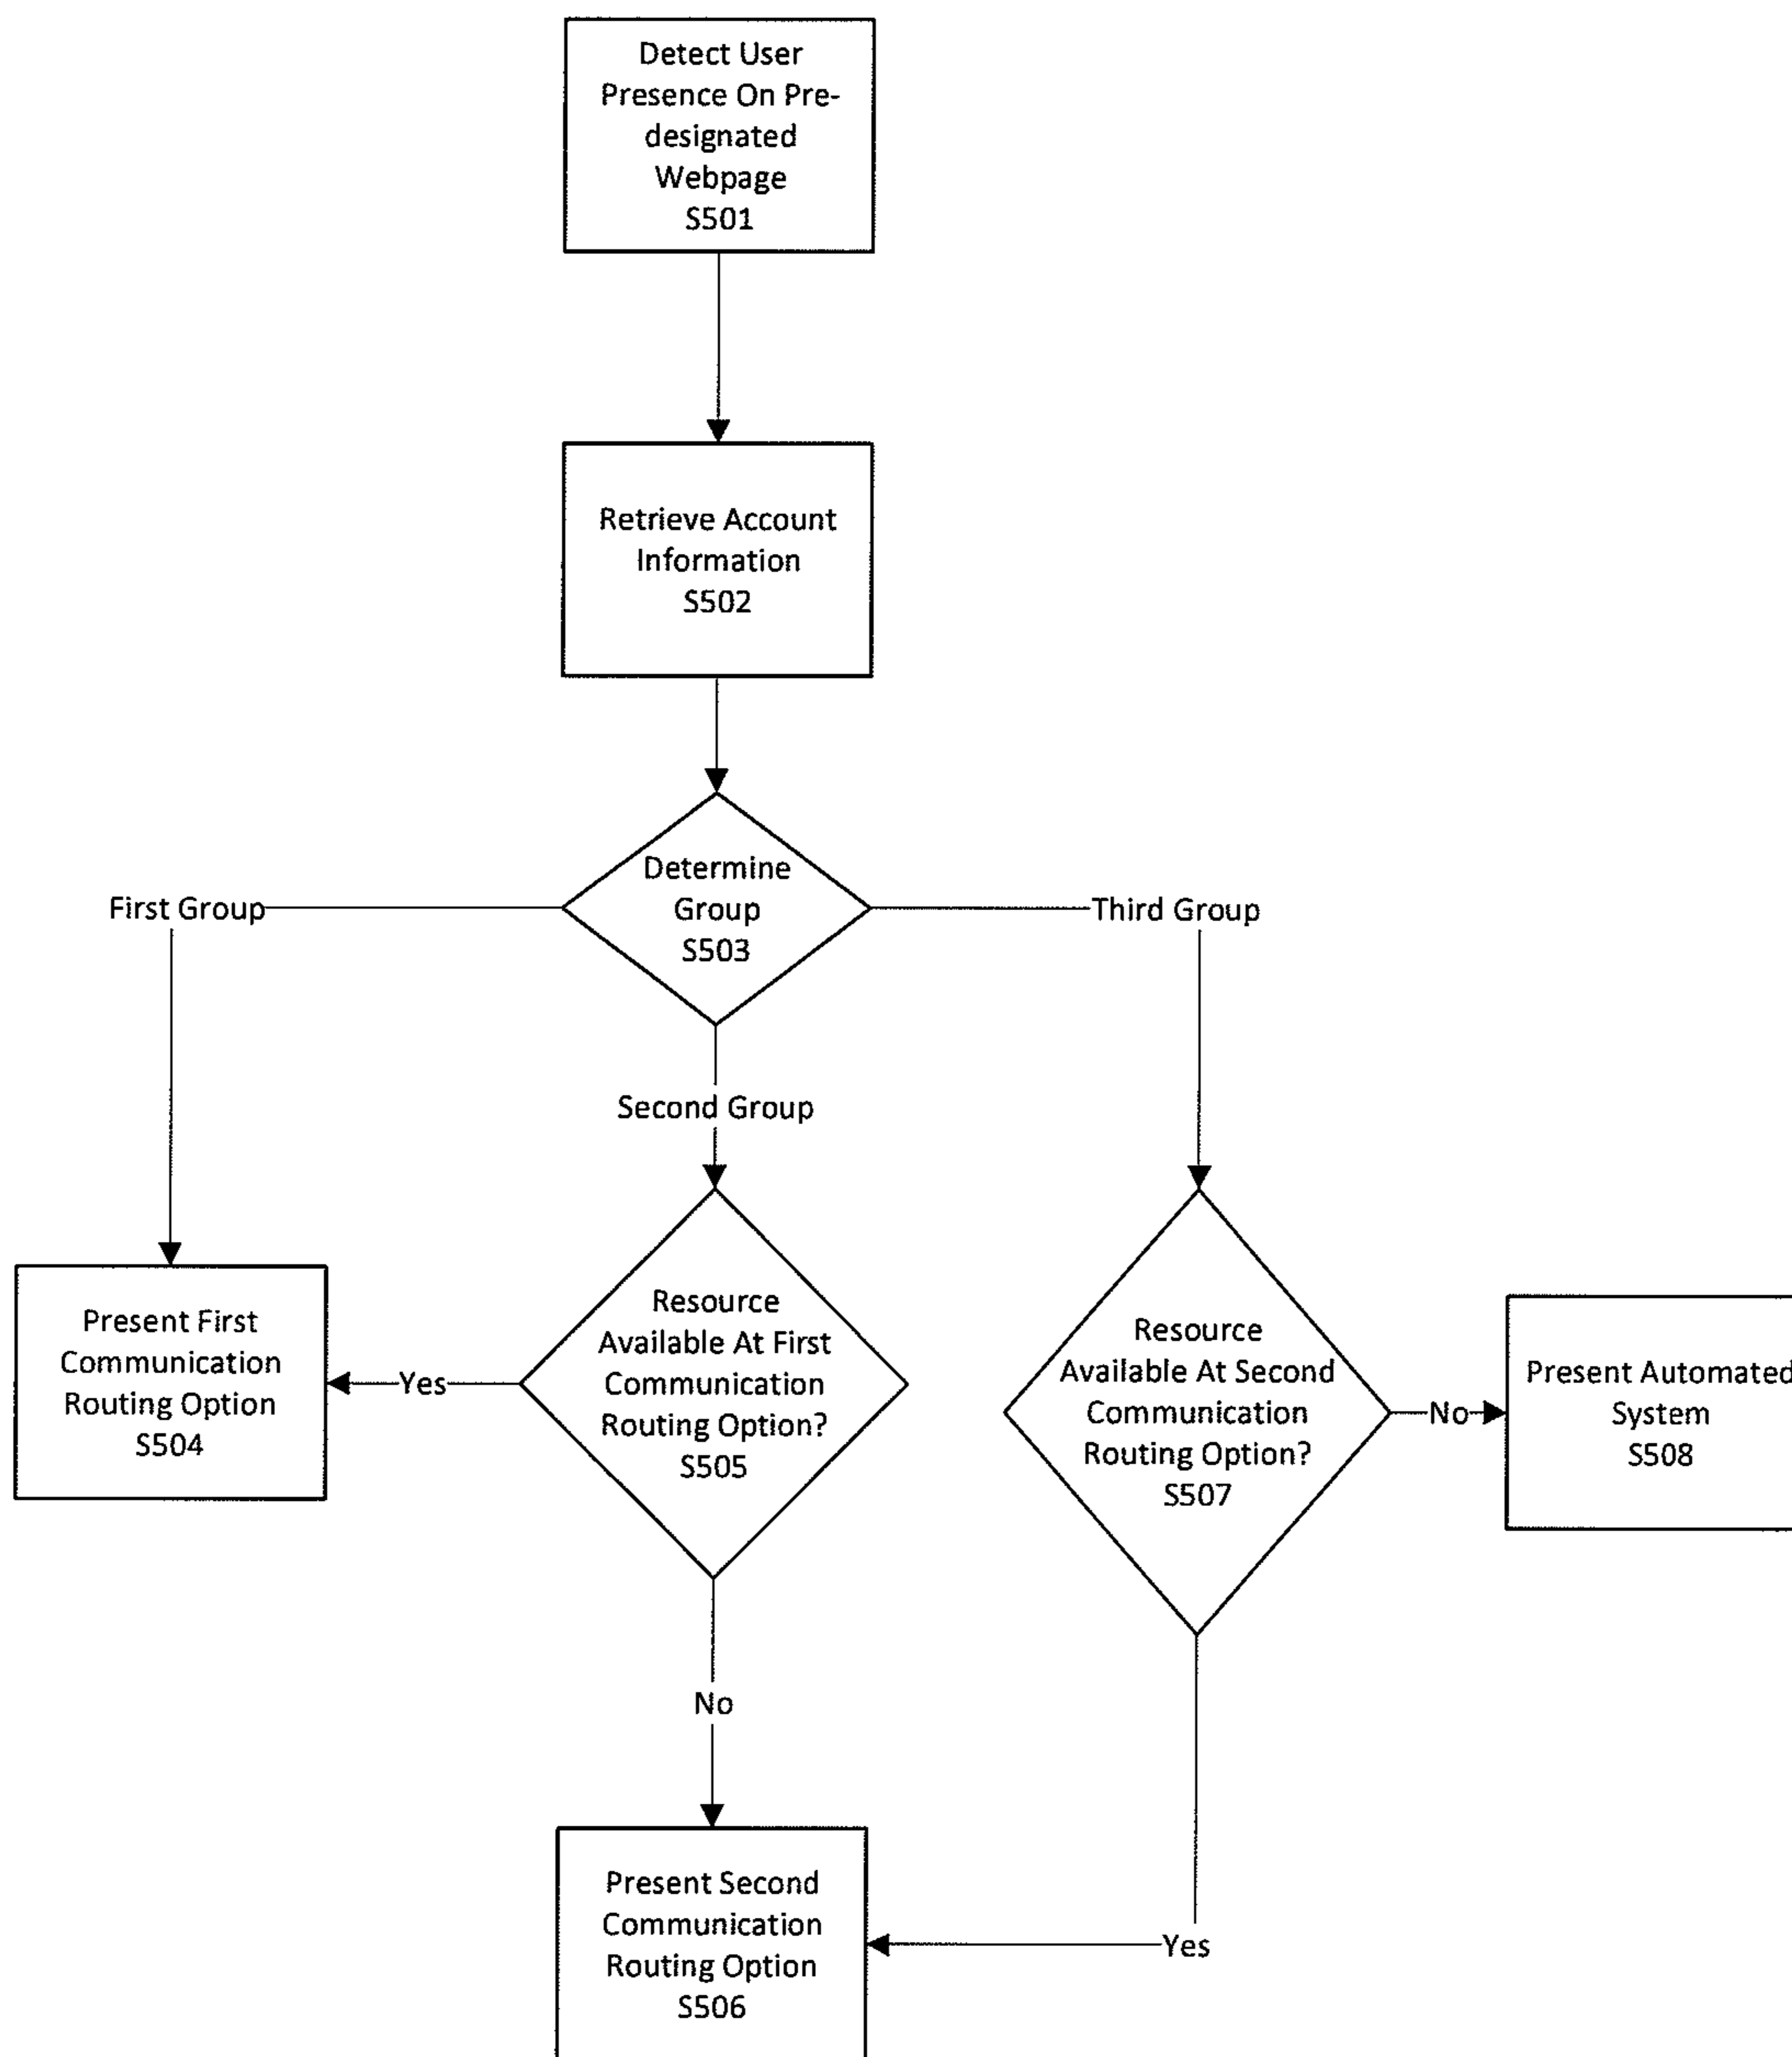 Detect User
Presence On Pre-
designated
Webpage
S501
Retrieve Account
Information
S502
Determine
Group
S503
First Group
Third Group
Second Group
Present First
Communication
Routing Option
S504
Yes
Resource
Available At First
Communication
Routing Option?
S505
Resource
Available At Second
Communication
Routing Option?
S507
No
Present Automated
System
S508
No
Present Second
Communication
Routing Option
S506
Yes